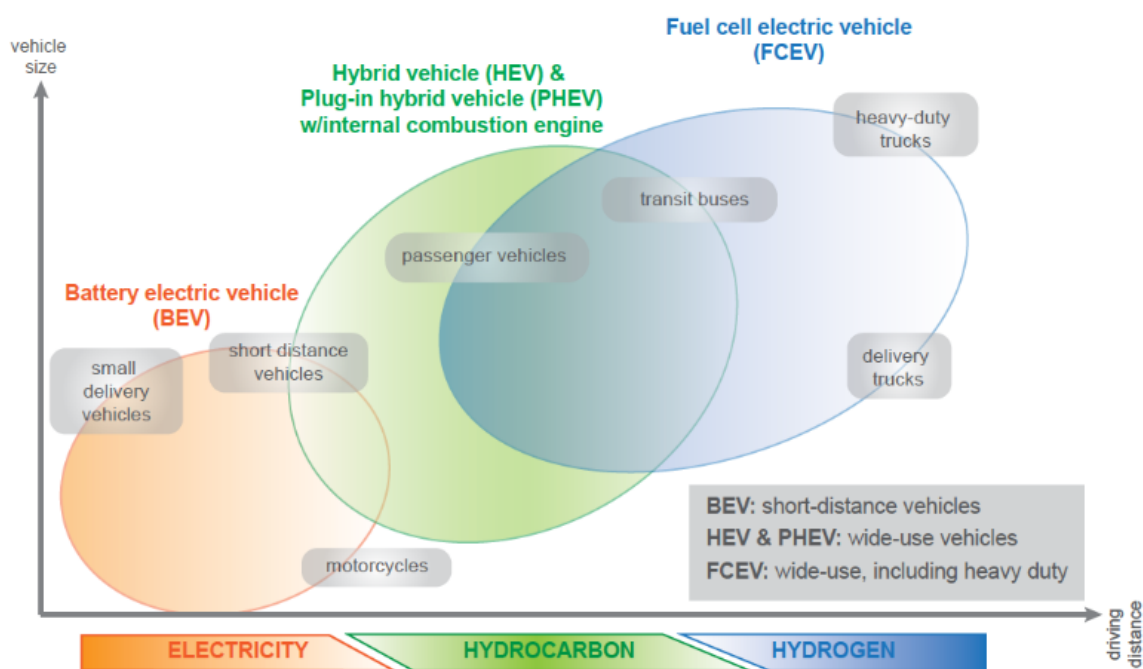 vehicle
size
Fuel cell electric vehicle
(FCEV)
Hybrid vehicle (HEV) &
Plug-in hybrid vehicle (PHEV)
w/internal combustion engine
heavy-duty
trucks
transit buses
passenger vehicles
Battery electric vehicle
(BEV)
small
delivery
vehicles
short distance
vehicles
delivery
trucks
motorcycles
BEV: short-distance vehicles
HEV & PHEV: wide-use vehicles
FCEV: wide-use, including heavy duty
driving
distance
ELECTRICITY
HYDROCARBON
HYDROGEN